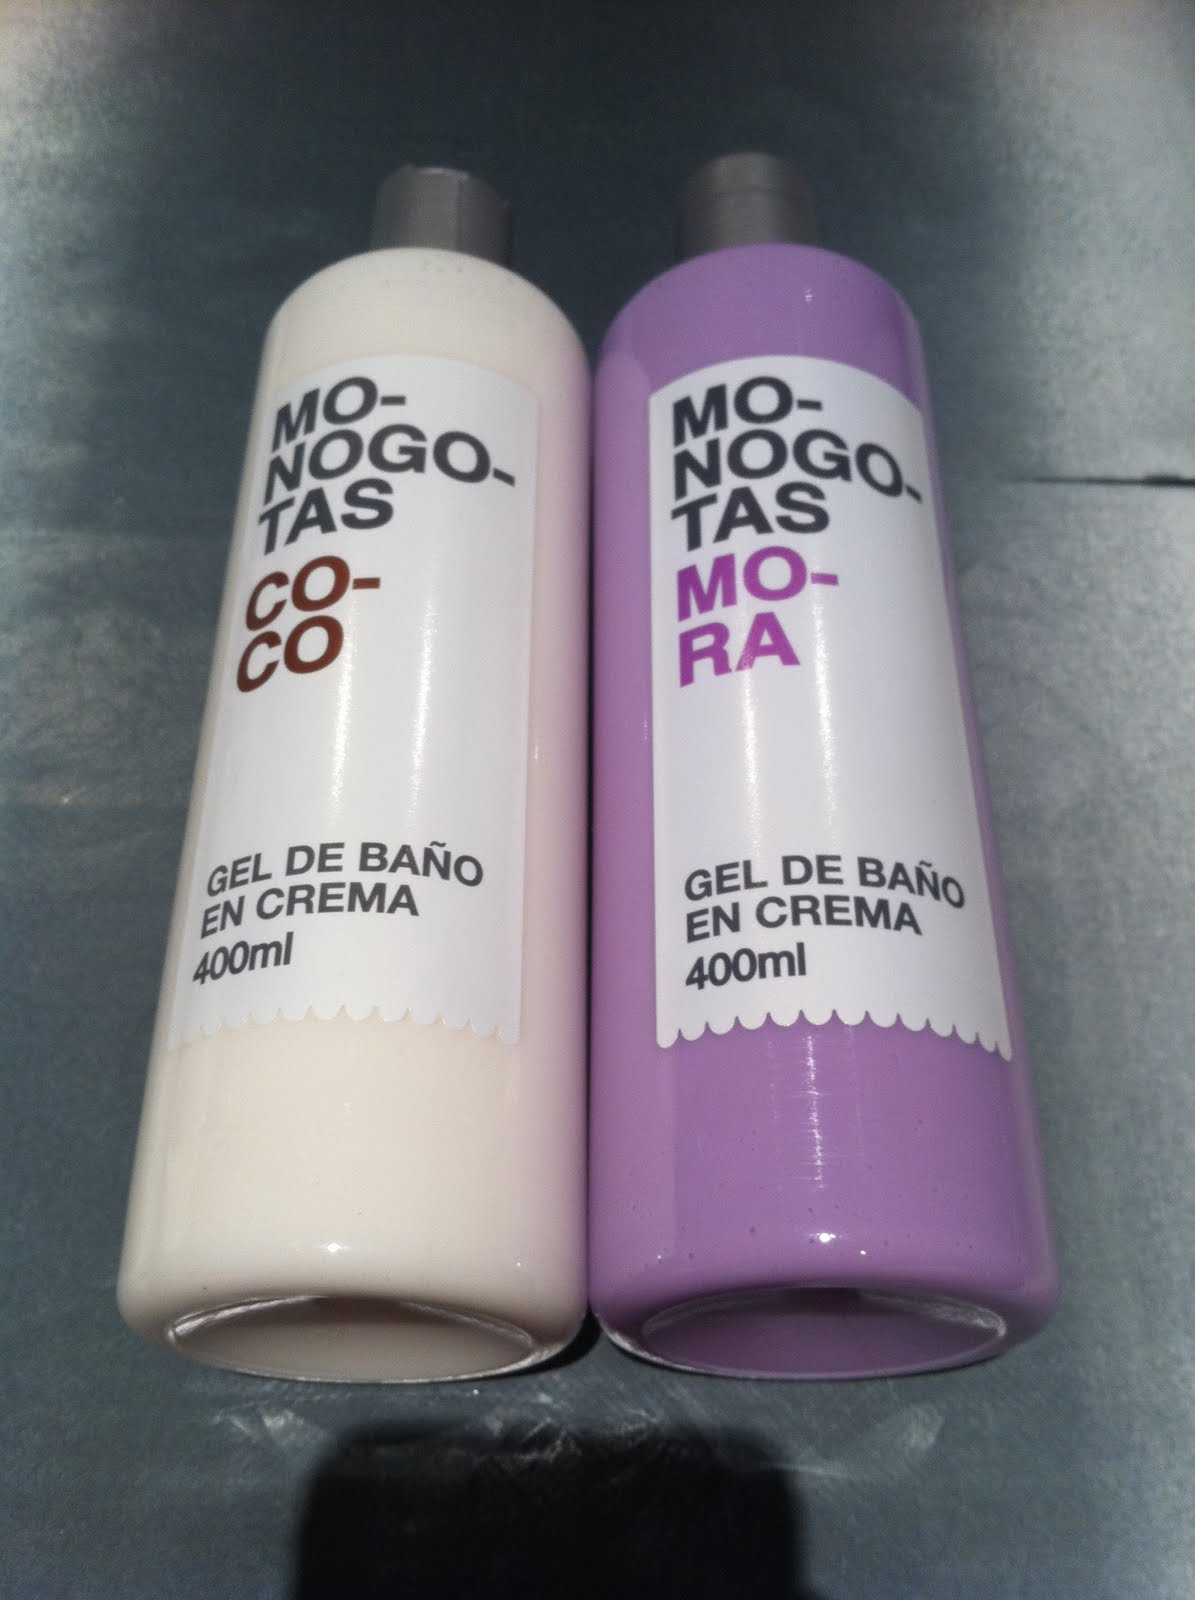 MO-
NOGO-
TAS
CO-
CO
GEL DE BAÑO
EN CREMA
400ml
MO-
NOGO-
TAS
MO-
RA
GEL DE BAÑO
EN CREMA
400ml